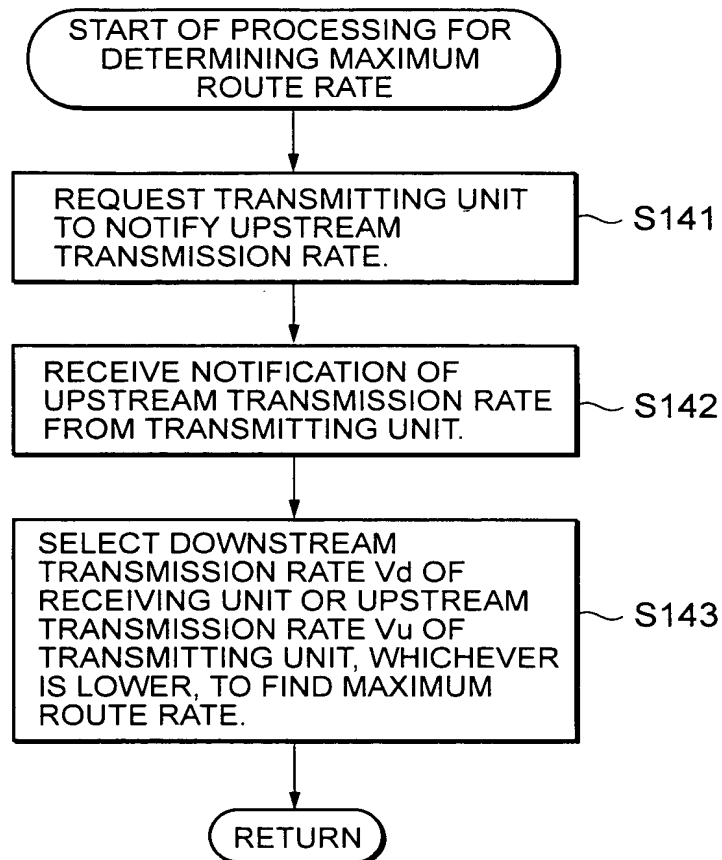 START OF PROCESSING FOR
DETERMINING MAXIMUM
ROUTE RATE
REQUEST TRANSMITTING UNIT
TO NOTIFY UPSTREAM
TRANSMISSION RATE.
S141
RECEIVE NOTIFICATION OF
UPSTREAM TRANSMISSION RATE
FROM TRANSMITTING UNIT.
S142
SELECT DOWNSTREAM
TRANSMISSION RATE Vd OF
RECEIVING UNIT OR UPSTREAM
TRANSMISSION RATE Vu OF
TRANSMITTING UNIT, WHICHEVER
IS LOWER, TO FIND MAXIMUM
ROUTE RATE.
S143
RETURN